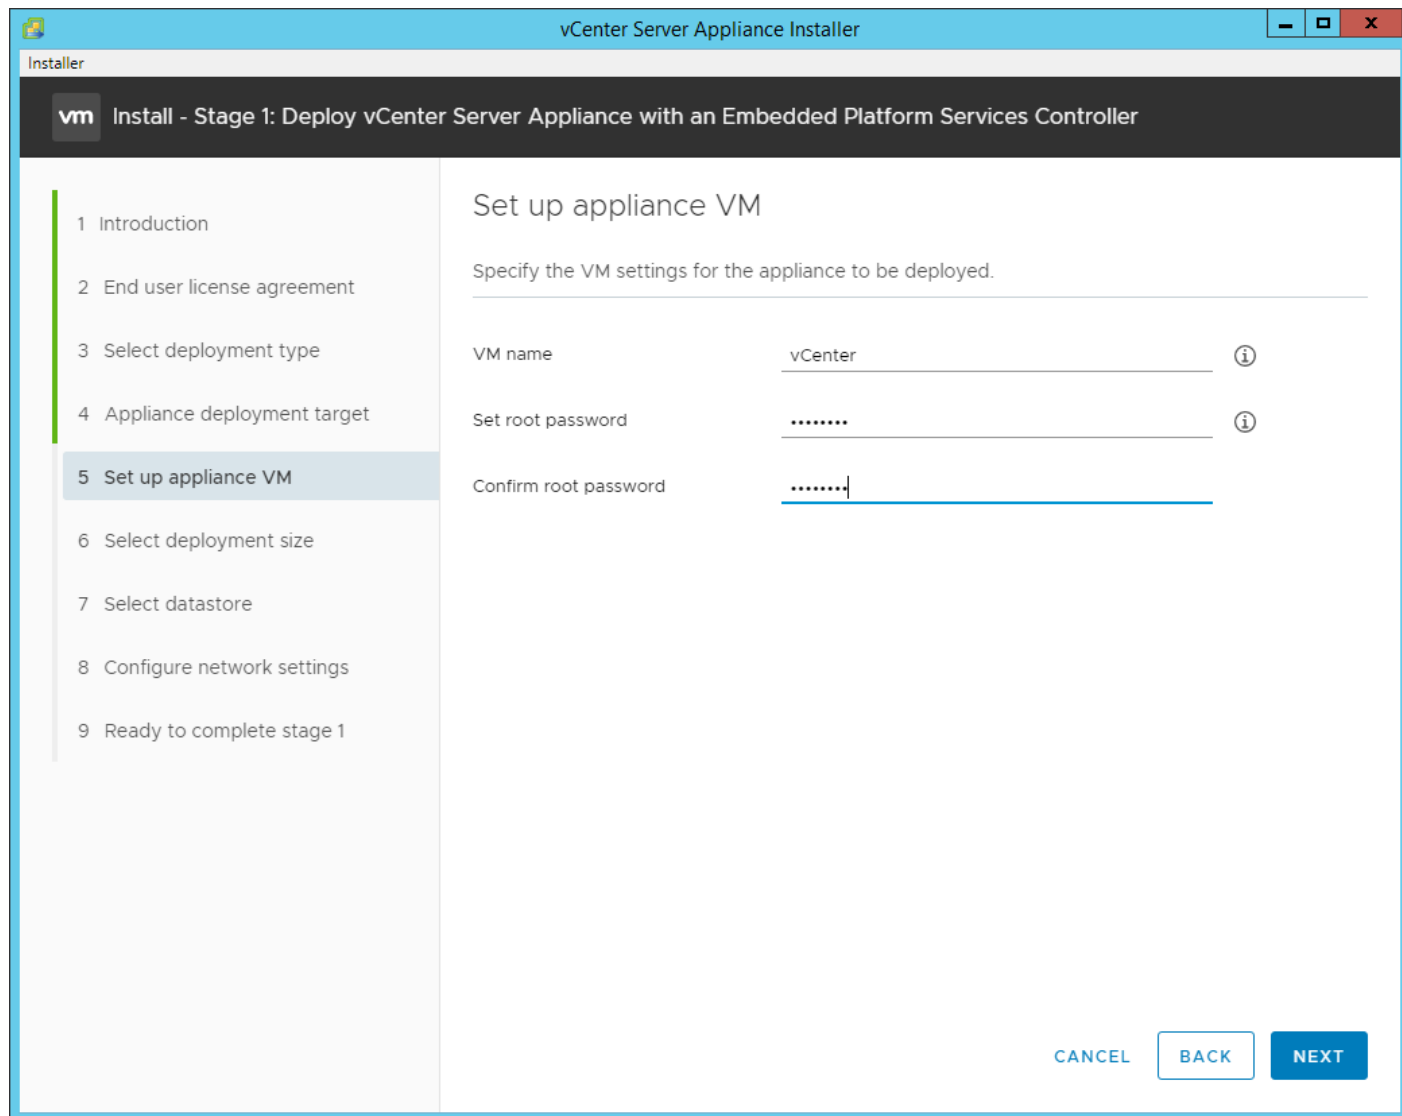 vCenter Server Appliance Installer
Installer
vm Install - Stage 1: Deploy vCenter Server Appliance with an Embedded Platform Services Controller
1 Introduction
2 End user license agreement
3 Select deployment type
4 Appliance deployment target
5 Set up appliance VM
6 Select deployment size
7 Select datastore
8 Configure network settings
9 Ready to complete stage 1
Set up appliance VM
Specify the VM settings for the appliance to be deployed.
VM name vCenter
Set root password ••••••••
Confirm root password ••••••••
CANCEL BACK NEXT